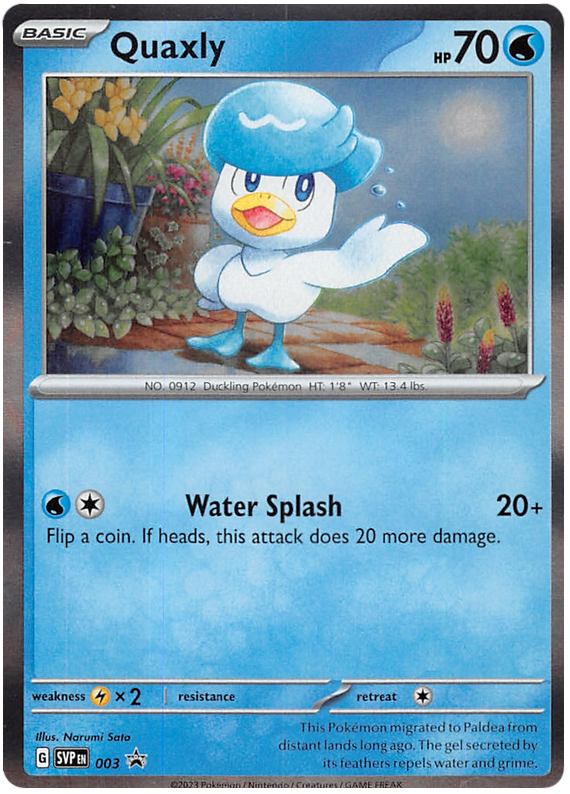 BASIC
Quaxly
HP 70
NO. 0912 Duckling Pokémon HT: 1'8" WT: 13.4 lbs.
Water Splash 20+
Flip a coin. If heads, this attack does 20 more damage.
weakness ×2 resistance retreat
Illus. Narumi Sato
This Pokémon migrated to Paldea from
distant lands long ago. The gel secreted by
its feathers repels water and grime.
G SVP EN 003
©2023 Pokémon / Nintendo / Creatures / GAME FREAK